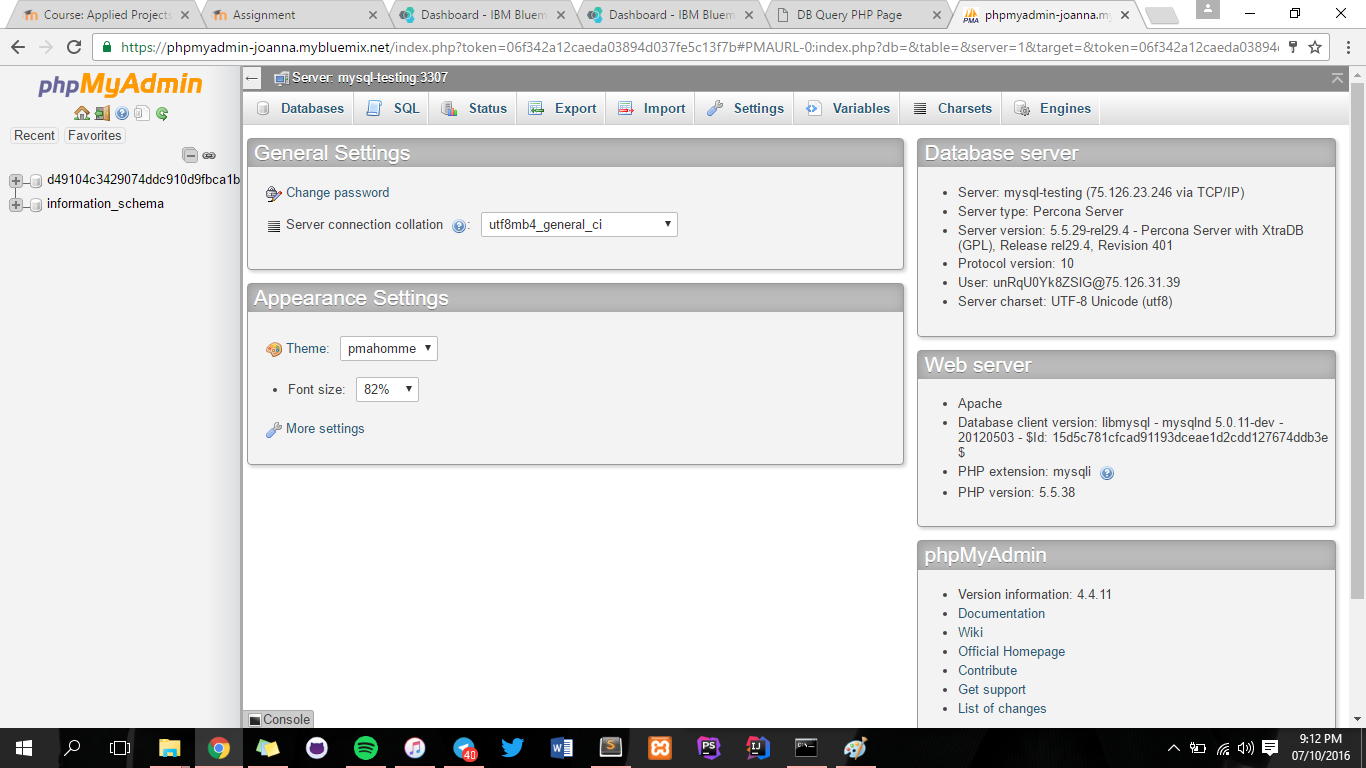 Course: Applied Projects
Assignment
Dashboard - IBM Bluem
Dashboard - IBM Bluem
DB Query PHP Page
phpmyadmin-joanna.my
https://phpmyadmin-joanna.mybluemix.net/index.php?token=06f342a12caeda03894d037fe5c13f7b#PMAURL-0:index.php?db=&table=&server=1&target=&token=06f342a12caeda03894d
phpMyAdmin
Recent
Favorites
d49104c3429074ddc910d9fbca1b
information_schema
Server: mysql-testing:3307
Databases
SQL
Status
Export
Import
Settings
Variables
Charsets
Engines
General Settings
Change password
Server connection collation : utf8mb4_general_ci
Appearance Settings
Theme: pmahomme
Font size: 82%
More settings
Database server
Server: mysql-testing (75.126.23.246 via TCP/IP)
Server type: Percona Server
Server version: 5.5.29-rel29.4 - Percona Server with XtraDB
(GPL), Release rel29.4, Revision 401
Protocol version: 10
User: unRqU0Yk8ZSIG@75.126.31.39
Server charset: UTF-8 Unicode (utf8)
Web server
Apache
Database client version: libmysql - mysqlnd 5.0.11-dev -
20120503 - $Id: 15d5c781cfcad91193dceae1d2cdd127674ddb3e
$
PHP extension: mysqli
PHP version: 5.5.38
phpMyAdmin
Version information: 4.4.11
Documentation
Wiki
Official Homepage
Contribute
Get support
List of changes
Console
40
9:12 PM
07/10/2016